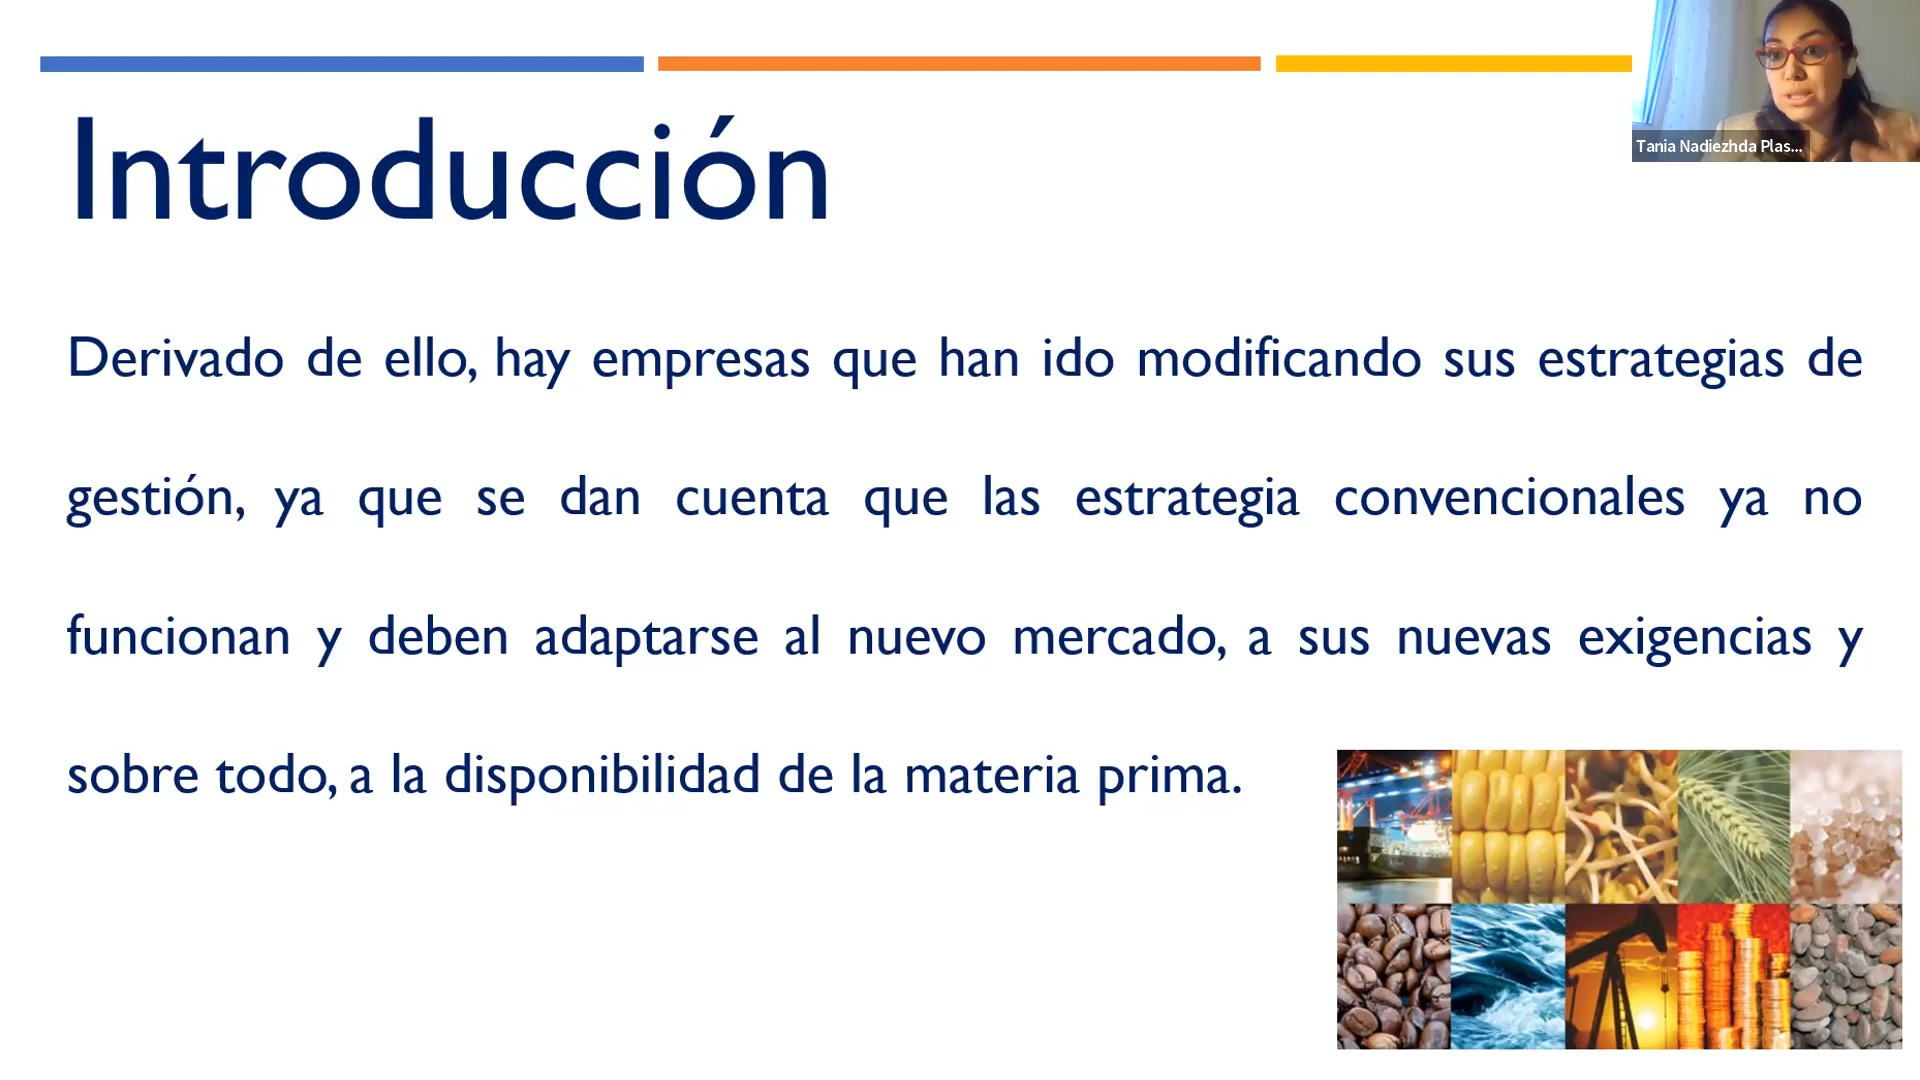 Introducción
Derivado de ello, hay empresas que han ido modificando sus estrategias de
gestión, ya que se dan cuenta que las estrategia convencionales ya no
funcionan y deben adaptarse al nuevo mercado, a sus nuevas exigencias y
sobre todo, a la disponibilidad de la materia prima.
Tania Nadiezhda Plas...